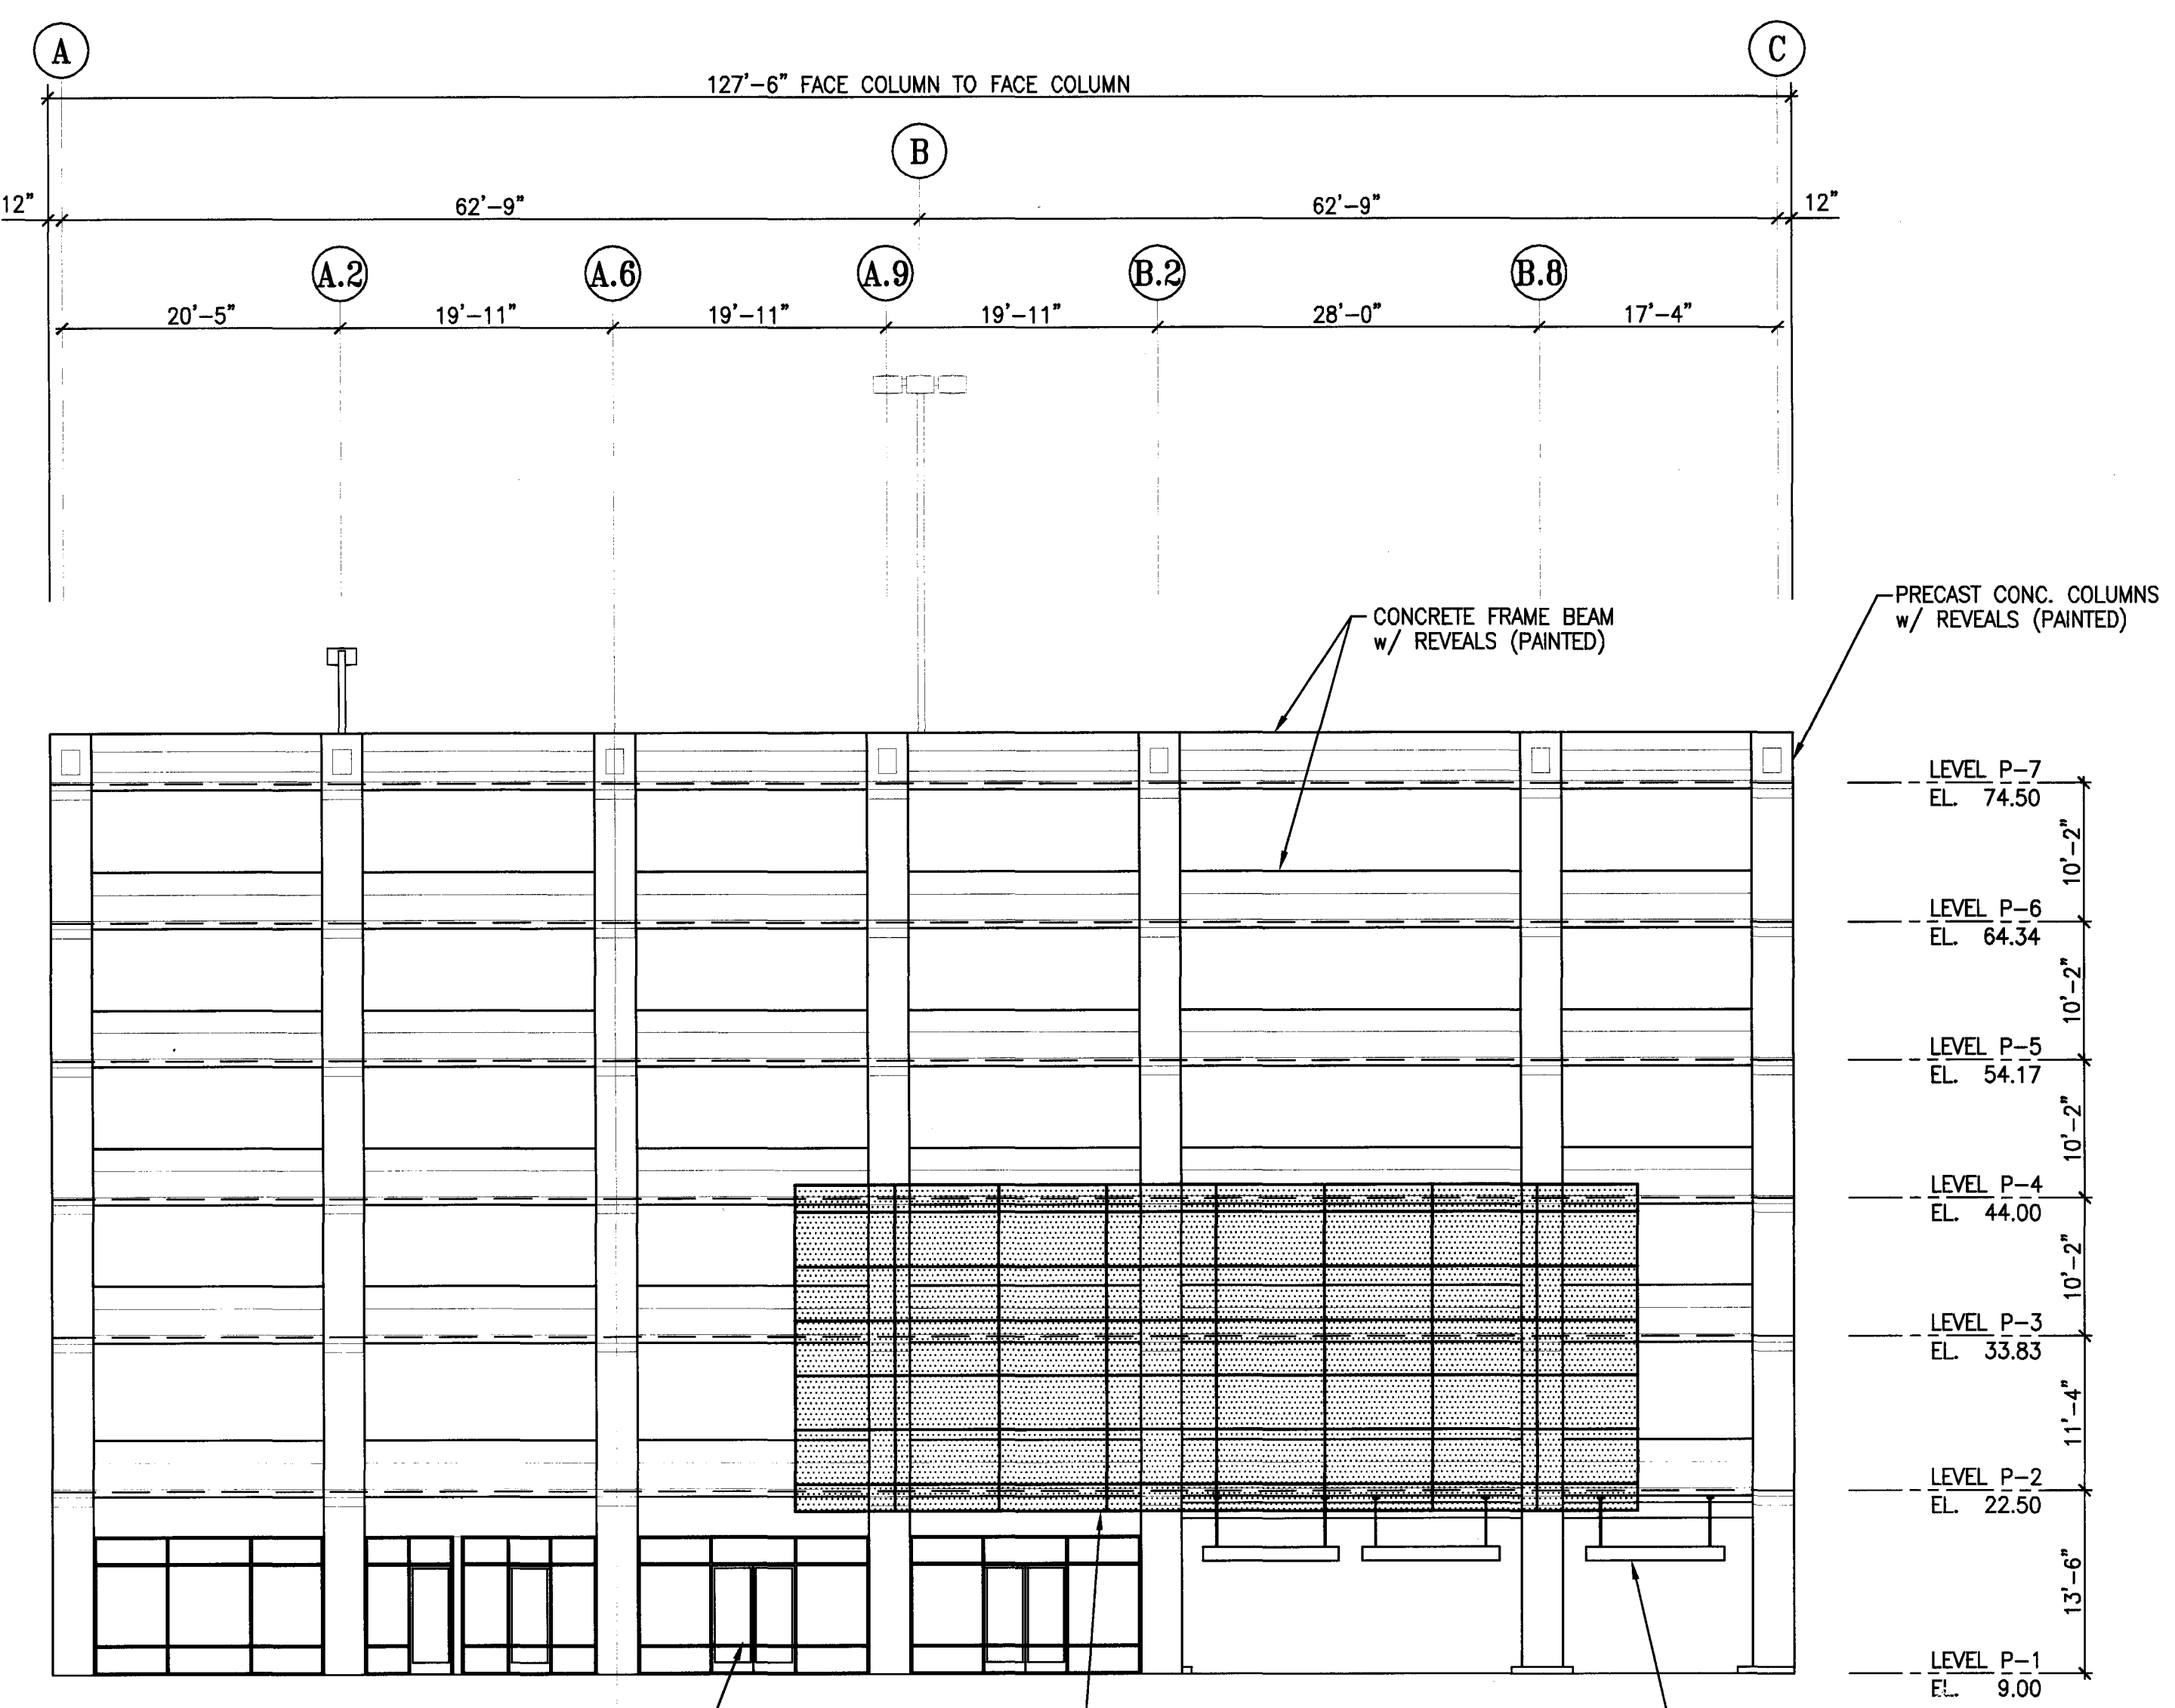 A
C
127'-6" FACE COLUMN TO FACE COLUMN
B
12"
62'-9"
62'-9"
12"
A.2
A.6
A.9
B.2
B.8
20'-5"
19'-11"
19'-11"
19'-11"
28'-0"
17'-4"
CONCRETE FRAME BEAM
w/ REVEALS (PAINTED)
PRECAST CONC. COLUMNS
w/ REVEALS (PAINTED)
LEVEL P-7
EL. 74.50
10'-2"
LEVEL P-6
EL. 64.34
10'-2"
LEVEL P-5
EL. 54.17
10'-2"
LEVEL P-4
EL. 44.00
10'-2"
LEVEL P-3
EL. 33.83
11'-4"
LEVEL P-2
EL. 22.50
13'-6"
LEVEL P-1
EL. 9.00